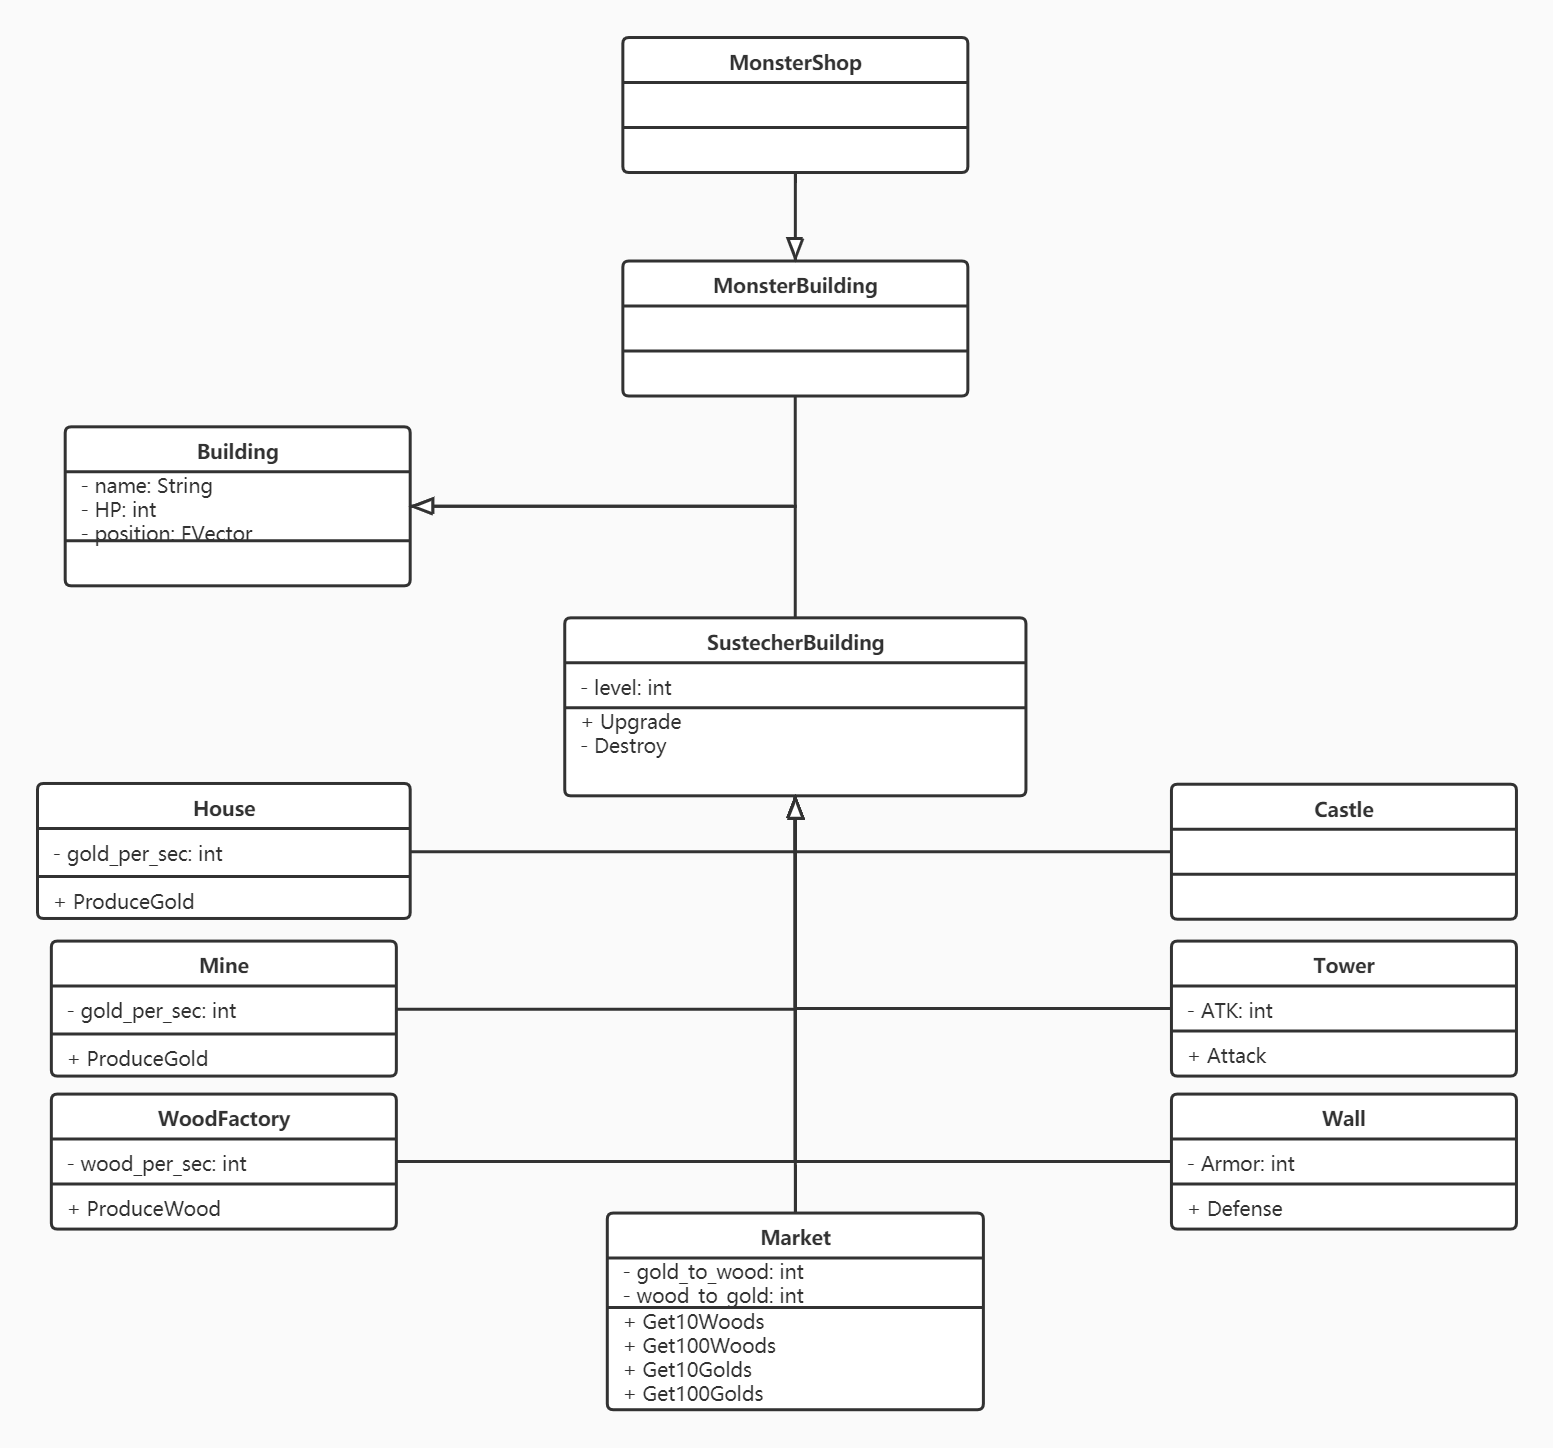 MonsterShop
MonsterBuilding
Building
- name: String
- HP: int
- position: FVector
SustecherBuilding
- level: int
+ Upgrade
- Destroy
House
- gold_per_sec: int
+ ProduceGold
Castle
Mine
- gold_per_sec: int
+ ProduceGold
Tower
- ATK: int
+ Attack
WoodFactory
- wood_per_sec: int
+ ProduceWood
Wall
- Armor: int
+ Defense
Market
- gold_to_wood: int
- wood_to_gold: int
+ Get10Woods
+ Get100Woods
+ Get10Golds
+ Get100Golds